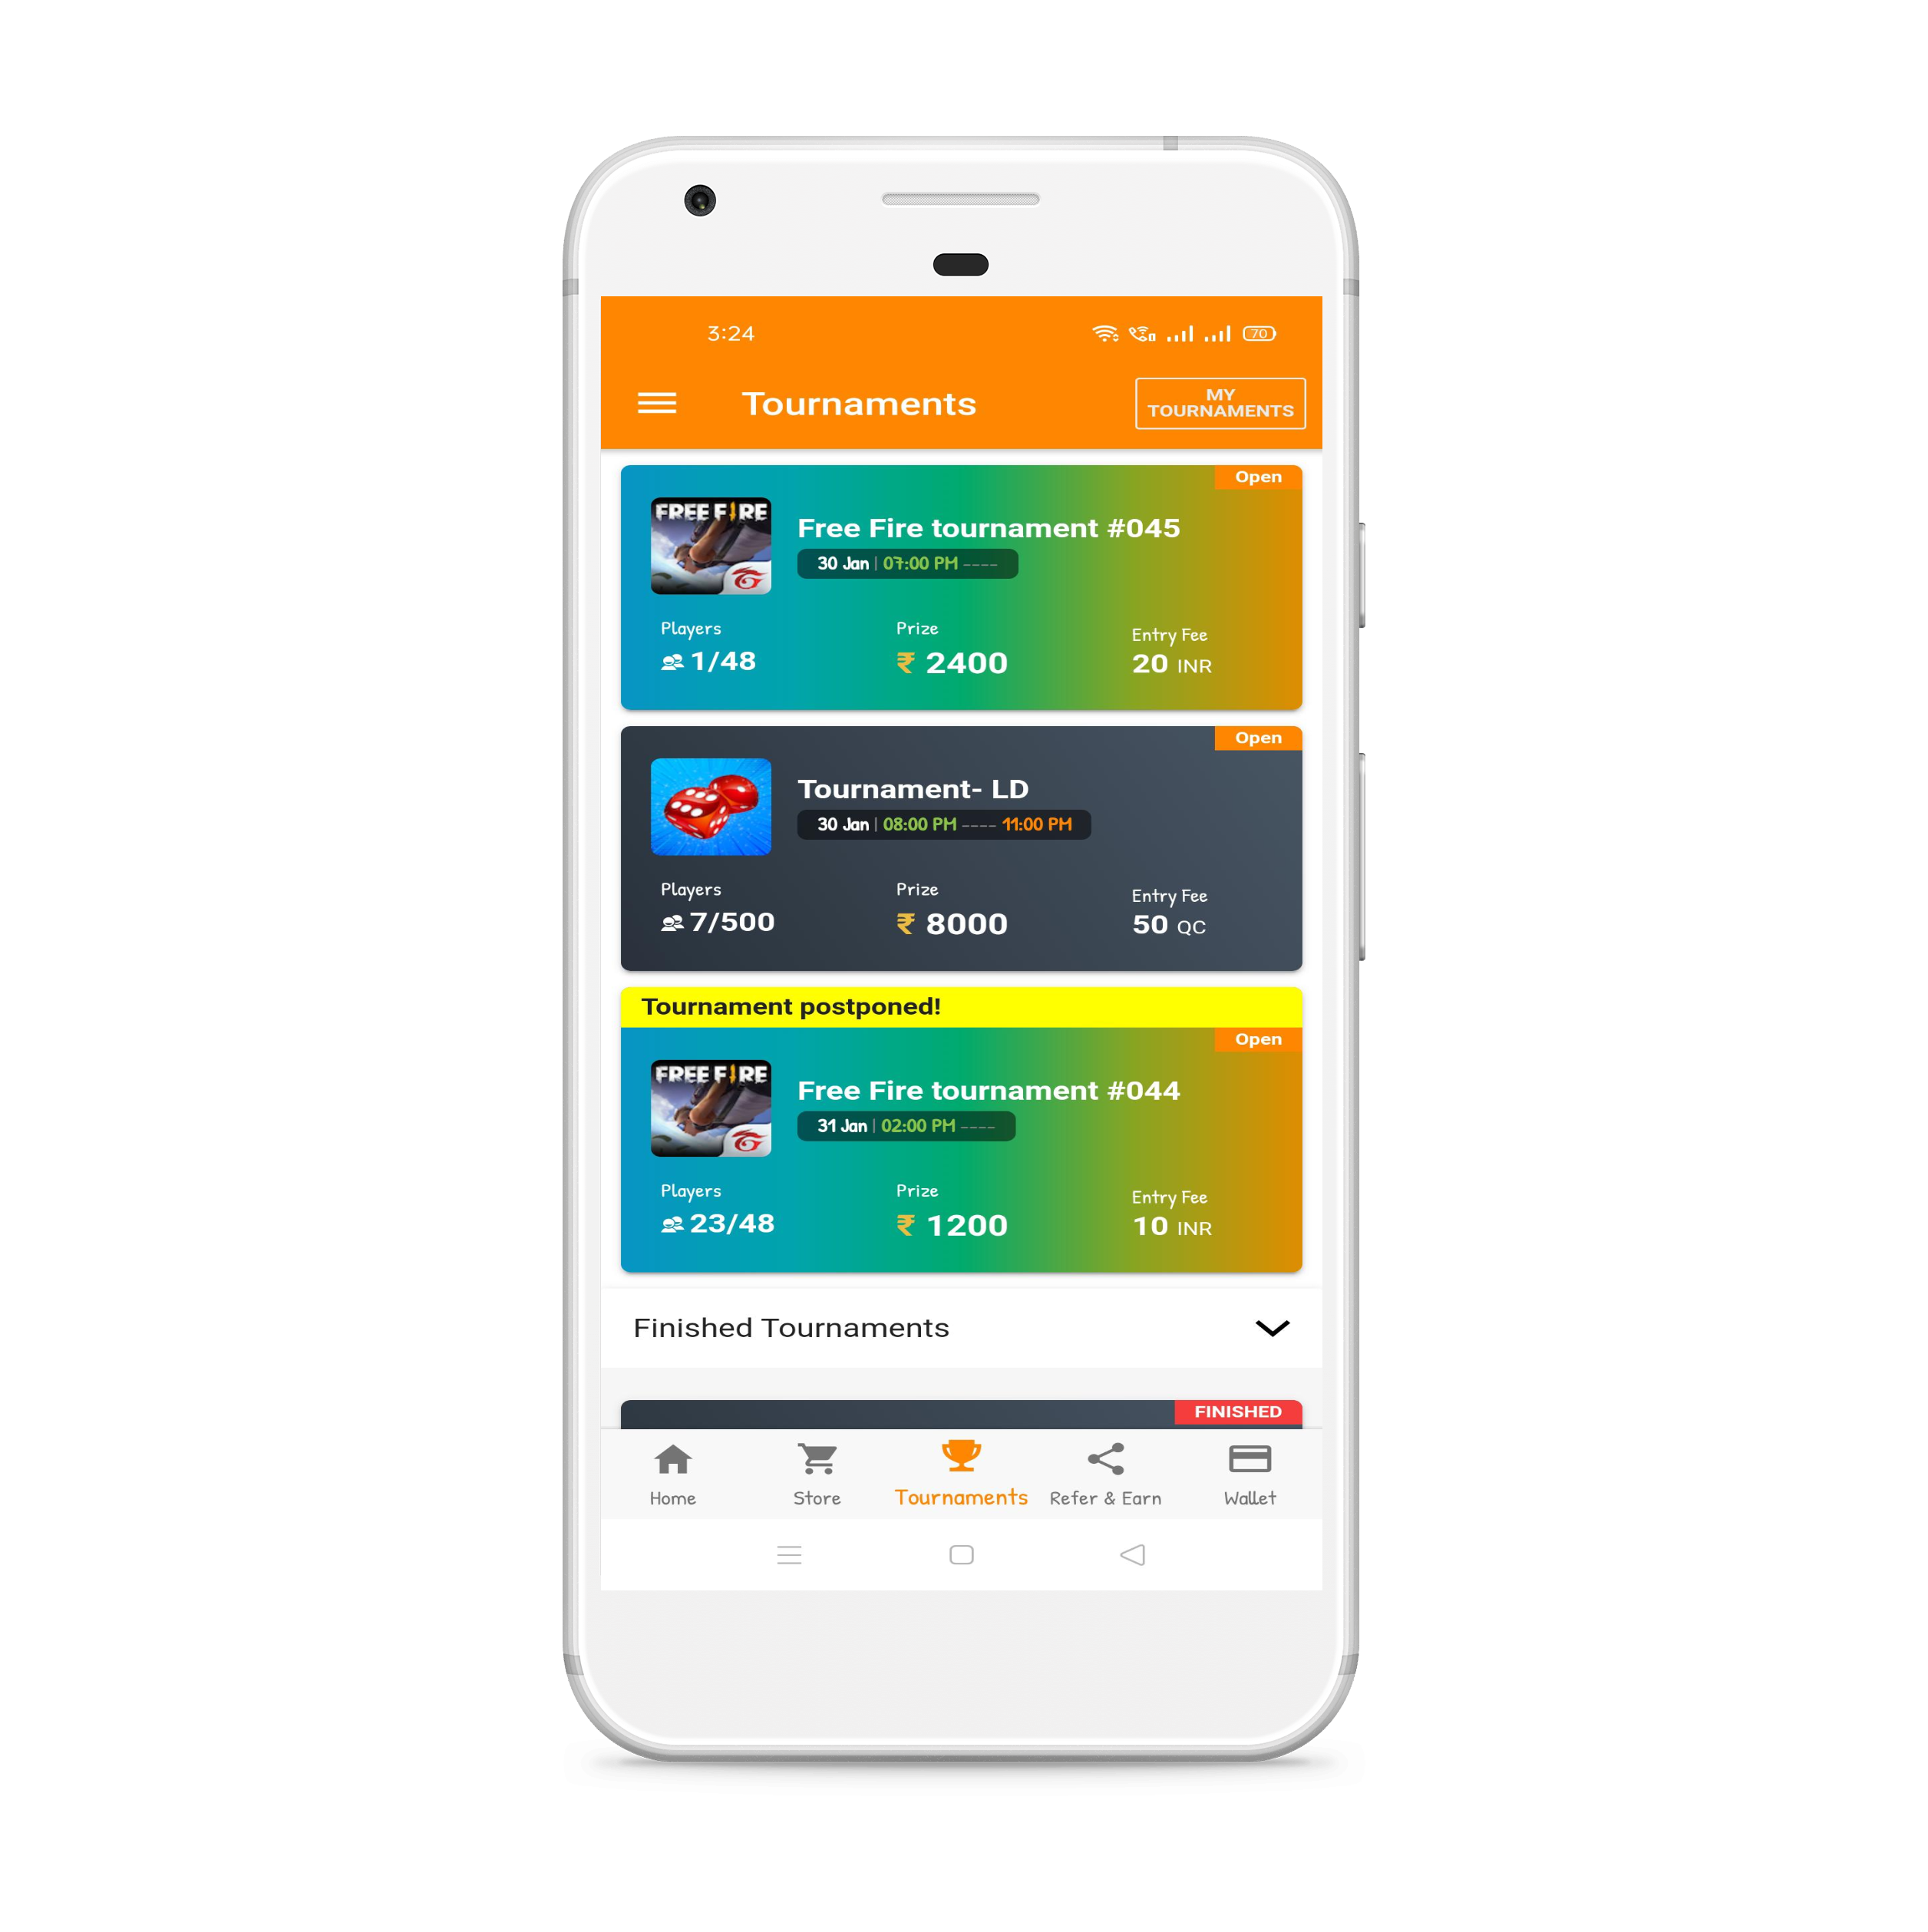 3:24
70
Tournaments
MY
TOURNAMENTS
Open
FREE FIRE
Free Fire tournament #045
30 Jan | 07:00 PM ----
Players
Prize
Entry Fee
1/48
₹ 2400
20 INR
Open
Tournament- LD
30 Jan | 08:00 PM ---- 11:00 PM
Players
Prize
Entry Fee
7/500
₹ 8000
50 QC
Tournament postponed!
Open
FREE FIRE
Free Fire tournament #044
31 Jan | 02:00 PM ----
Players
Prize
Entry Fee
23/48
₹ 1200
10 INR
Finished Tournaments
FINISHED
Home
Store
Tournaments
Refer & Earn
Wallet